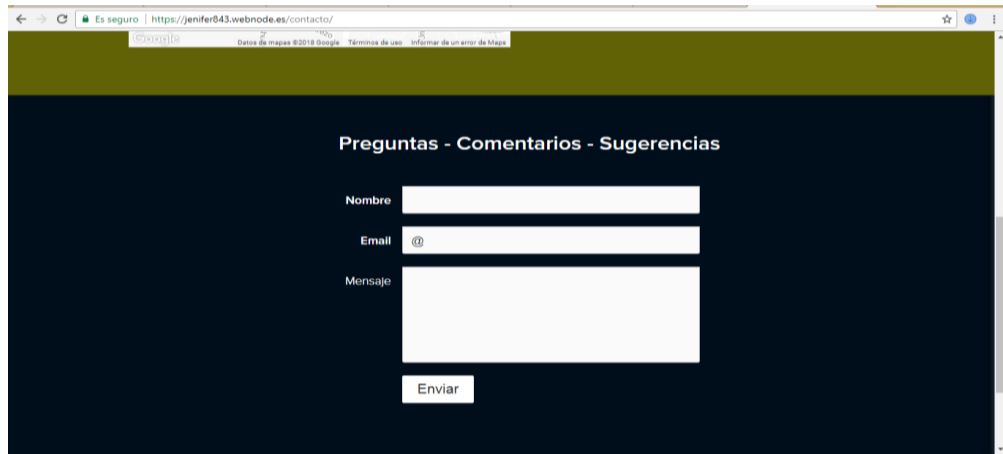 Es seguro | https://jenifer843.webnode.es/contacto/
Google
Datos de mapas ©2018 Google Términos de uso Informar de un error de Maps
Preguntas - Comentarios - Sugerencias
Nombre
Email @
Mensaje
Enviar